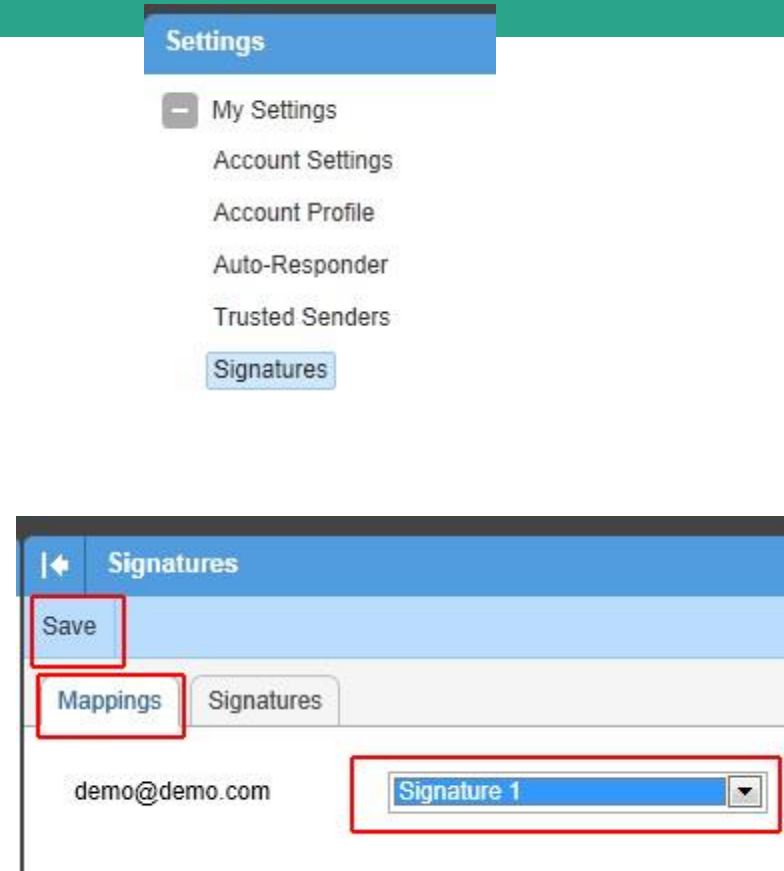 Settings
My Settings
Account Settings
Account Profile
Auto-Responder
Trusted Senders
Signatures
Signatures
Save
Mappings Signatures
demo@demo.com Signature 1